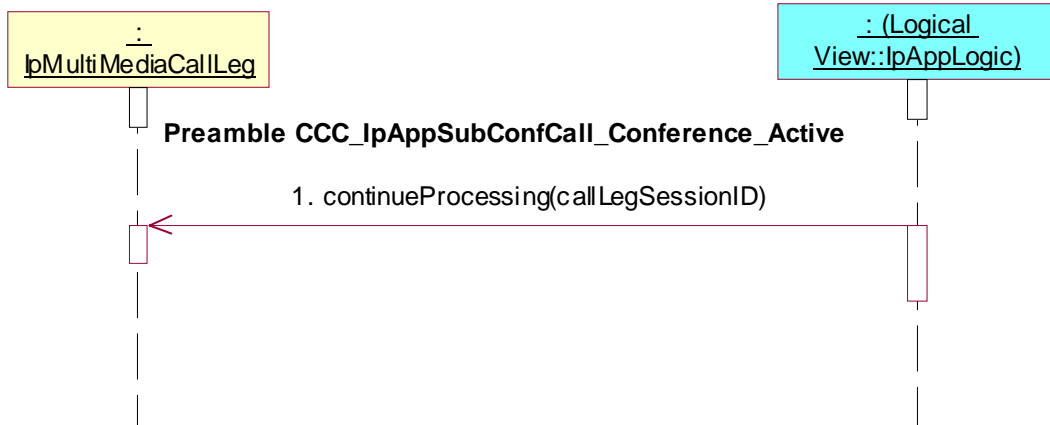 :
IpMultiMediaCallLeg
: (Logical
View::IpAppLogic)
Preamble CCC_IpAppSubConfCall_Conference_Active
1. continueProcessing(callLegSessionID)